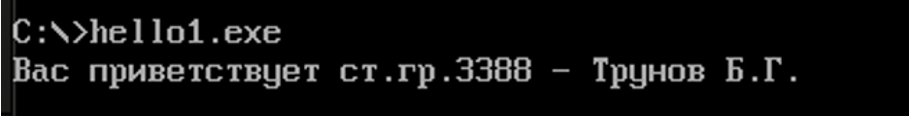 C:\>hello1.exe
Вас приветствует ст.гр.3388 - Трунов Б.Г.